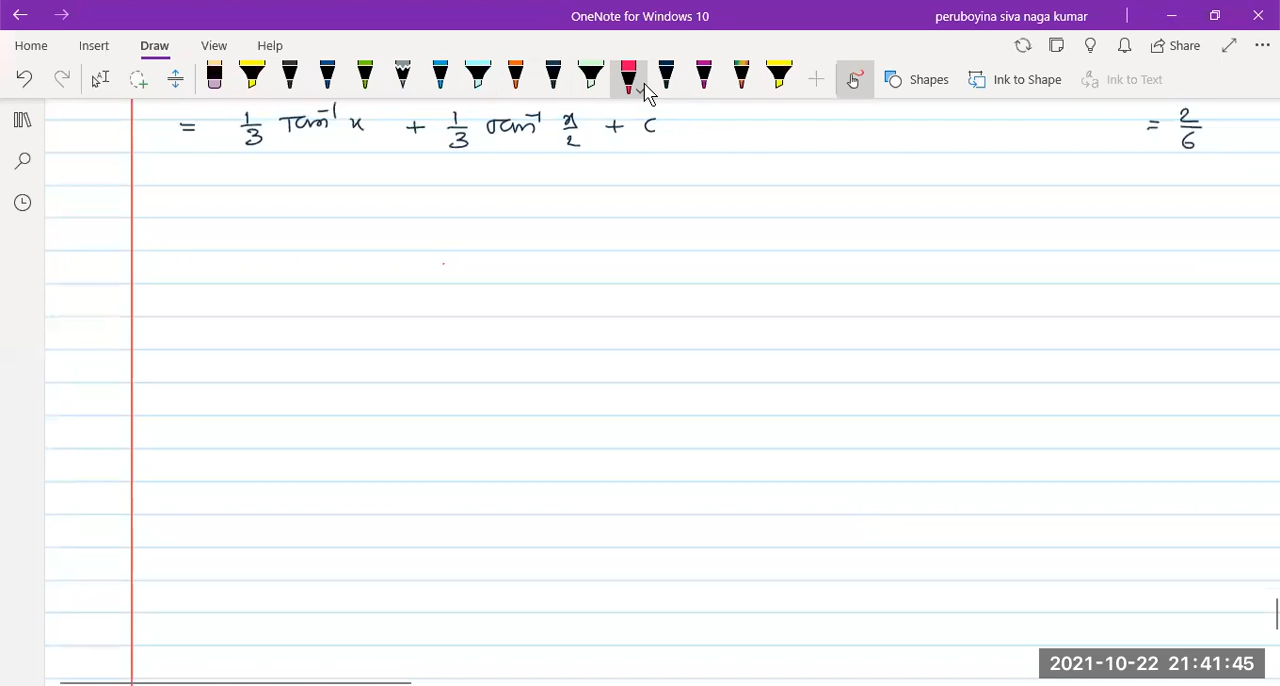 OneNote for Windows 10
peruboyina siva naga kumar
Home Insert Draw View Help
Share
Shapes
Ink to Shape
Ink to Text
= 1/3 Tan⁻¹ x + 1/3 Tan⁻¹ x/2 + c
= 2/6
2021-10-22 21:41:45